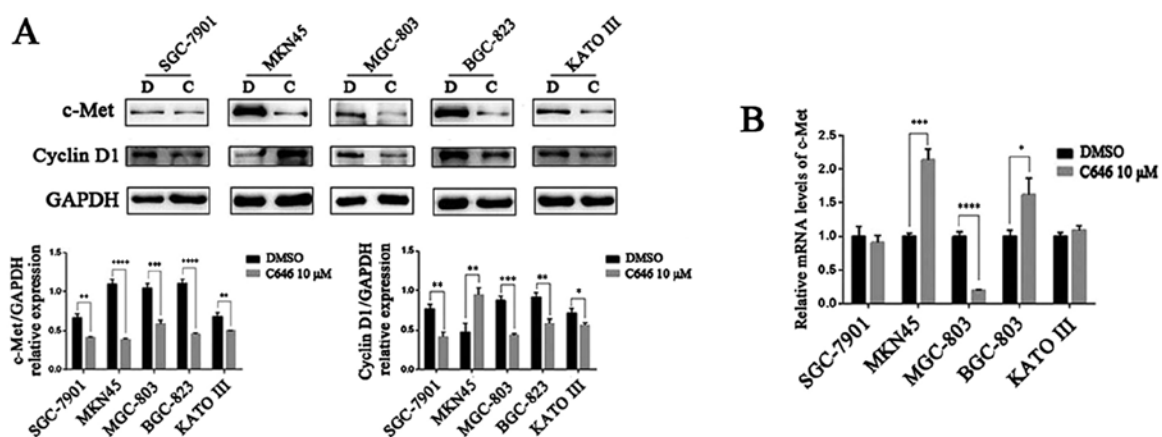 A
SGC-7901 MKN45 MGC-803 BGC-823 KATO III
D C D C D C D C D C
c-Met
Cyclin D1
GAPDH
c-Met/GAPDH
relative expression
1.5
1.0
0.5
0.0
** **** *** **** **
DMSO
C646 10 μM
SGC-7901 MKN45 MGC-803 BGC-823 KATO III
Cyclin D1/GAPDH
relative expression
1.5
1.0
0.5
0.0
** ** *** ** *
DMSO
C646 10 μM
SGC-7901 MKN45 MGC-803 BGC-823 KATO III
B
Relative mRNA levels of c-Met
2.5
2.0
1.5
1.0
0.5
0.0
*** **** *
DMSO
C646 10 μM
SGC-7901 MKN45 MGC-803 BGC-803 KATO III